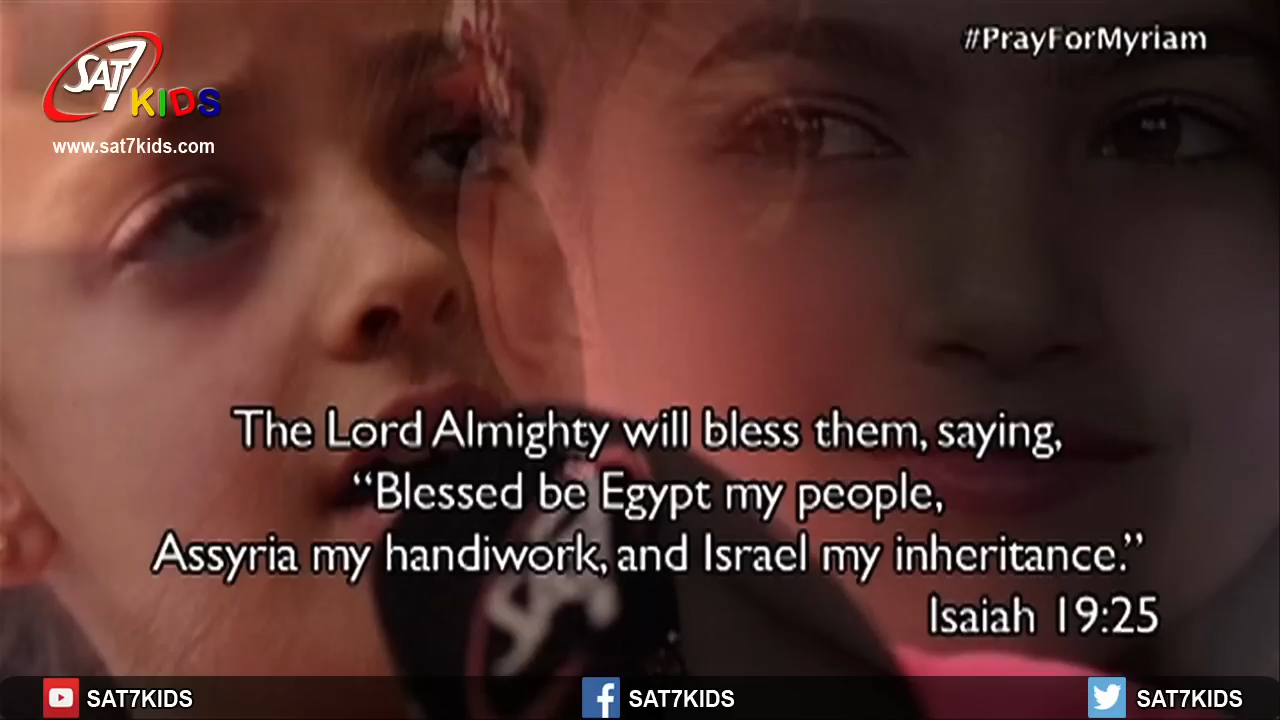 SAT7 KIDS
www.sat7kids.com
#PrayForMyriam
The Lord Almighty will bless them, saying,
“Blessed be Egypt my people,
Assyria my handiwork, and Israel my inheritance.”
Isaiah 19:25
SAT7KIDS
SAT7KIDS
SAT7KIDS